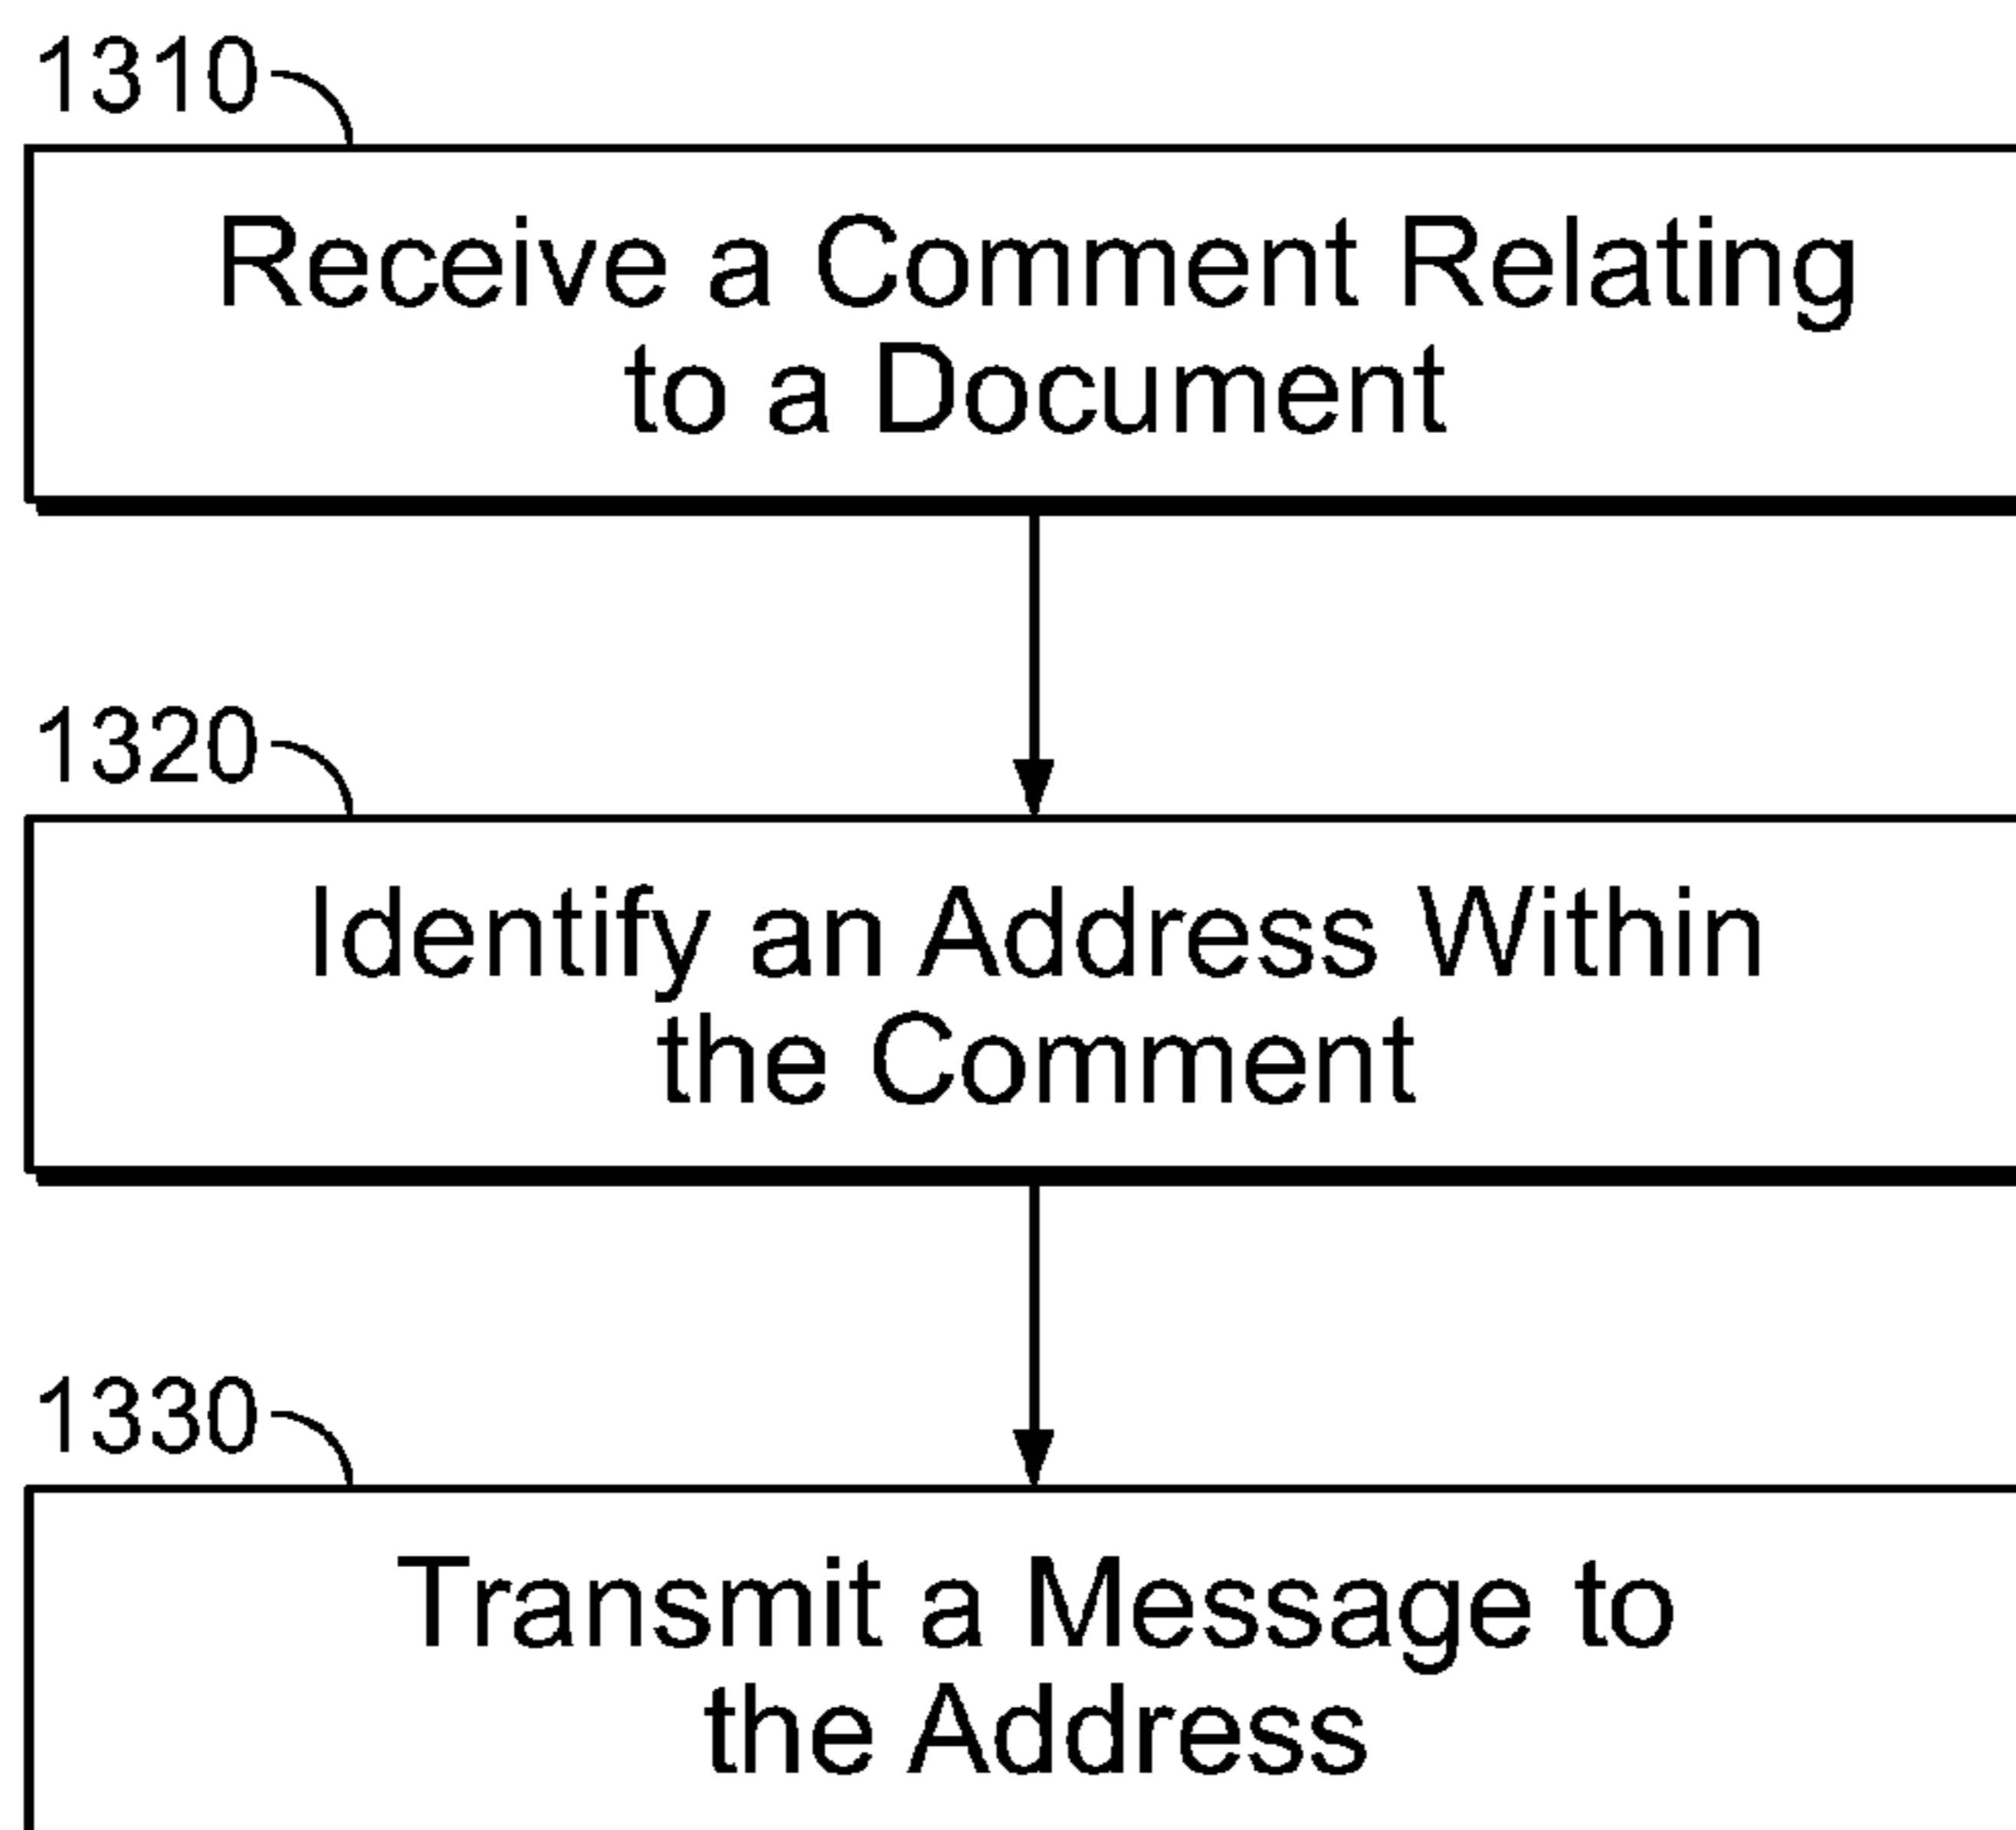 1310
Receive a Comment Relating
to a Document
1320
Identify an Address Within
the Comment
1330
Transmit a Message to
the Address